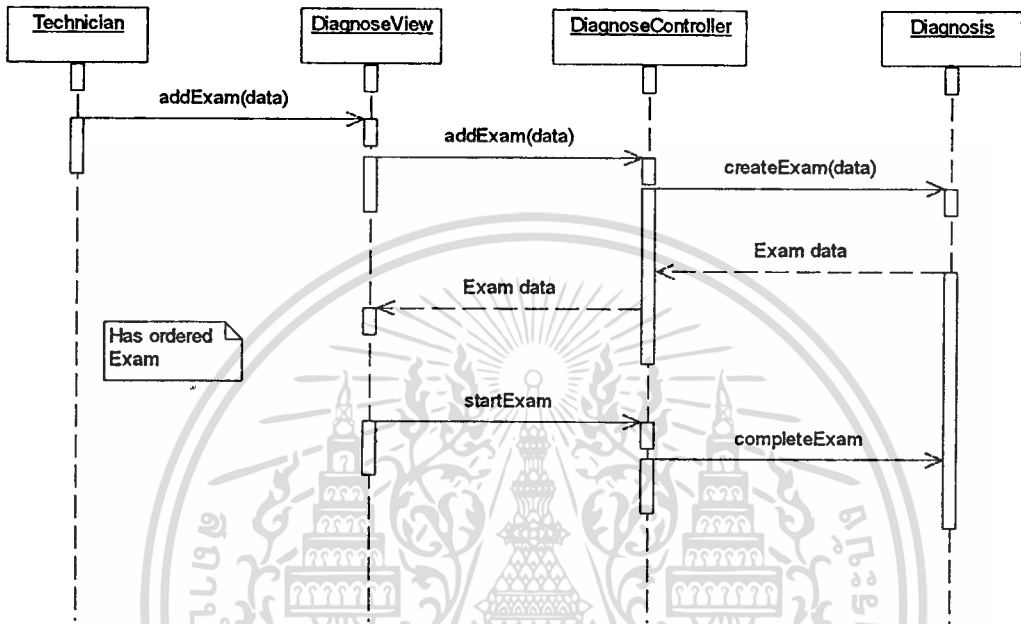 Technician
DiagnoseView
DiagnoseController
Diagnosis
addExam(data)
addExam(data)
createExam(data)
Exam data
Exam data
Has ordered
Exam
startExam
completeExam